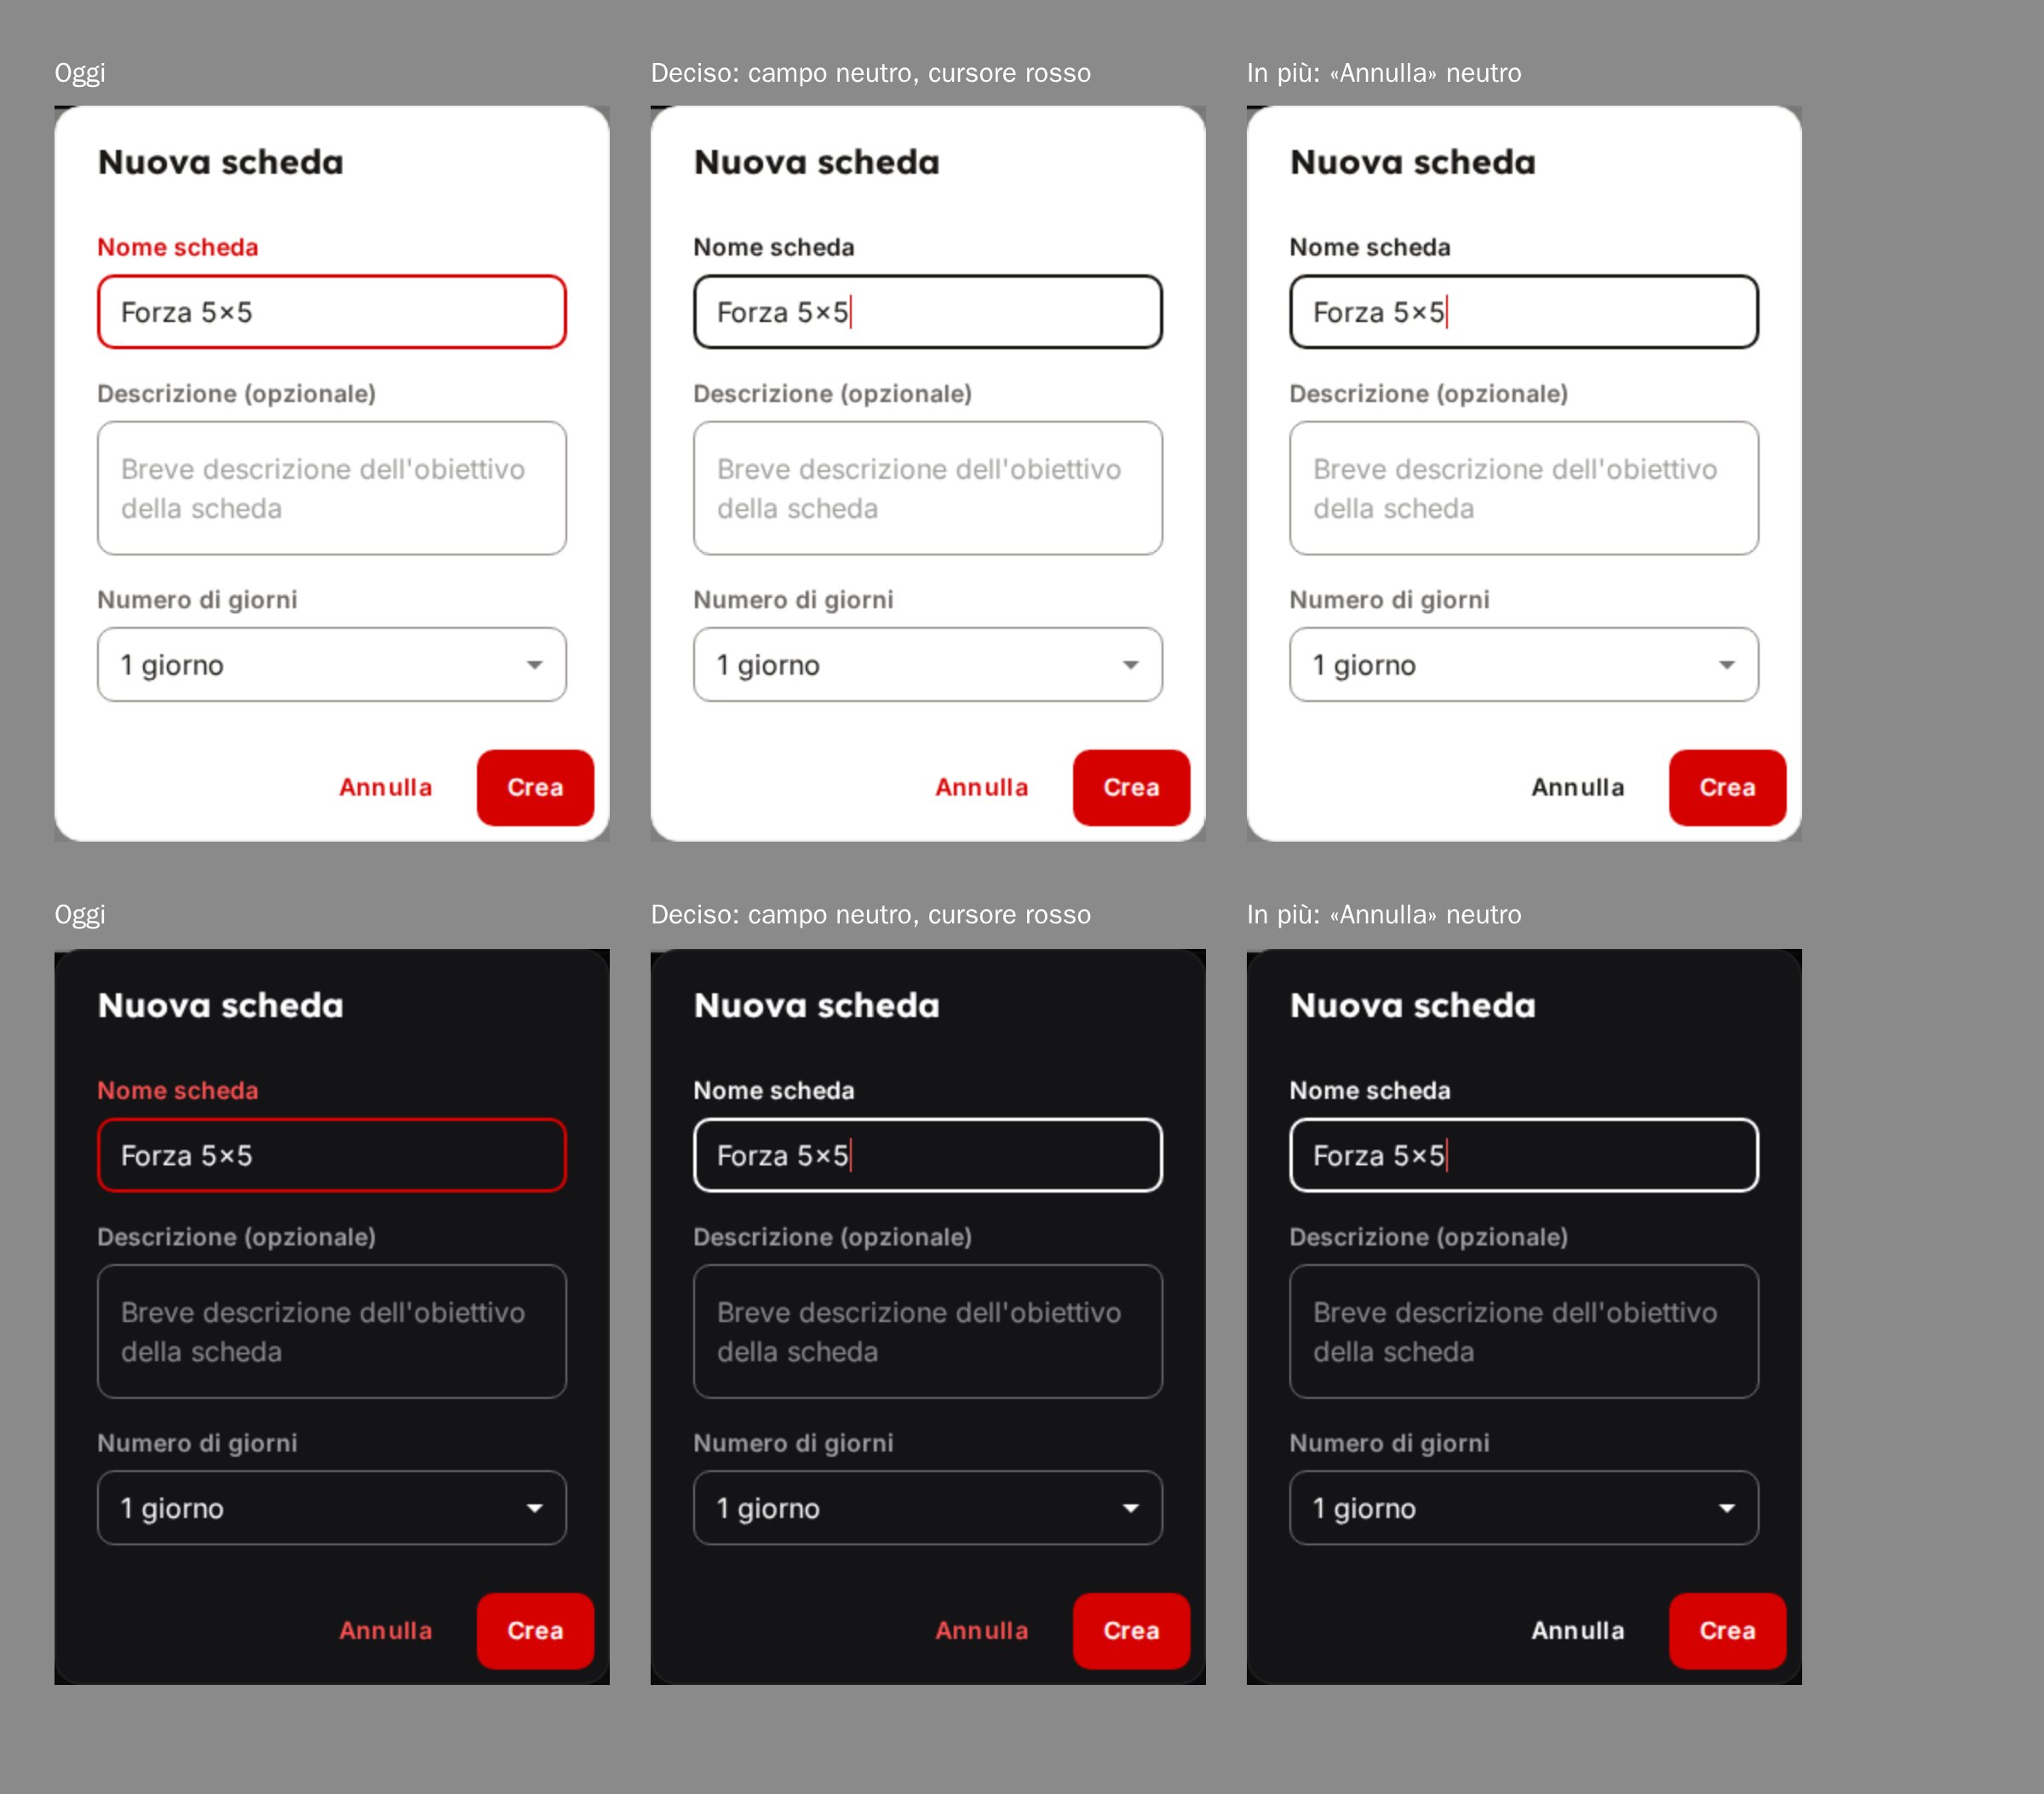 Oggi
Deciso: campo neutro, cursore rosso
In più: «Annulla» neutro
Nuova scheda
Nome scheda
Forza 5×5
Descrizione (opzionale)
Breve descrizione dell'obiettivo
della scheda
Numero di giorni
1 giorno
Annulla
Crea
Nuova scheda
Nome scheda
Forza 5×5
Descrizione (opzionale)
Breve descrizione dell'obiettivo
della scheda
Numero di giorni
1 giorno
Annulla
Crea
Nuova scheda
Nome scheda
Forza 5×5
Descrizione (opzionale)
Breve descrizione dell'obiettivo
della scheda
Numero di giorni
1 giorno
Annulla
Crea
Oggi
Deciso: campo neutro, cursore rosso
In più: «Annulla» neutro
Nuova scheda
Nome scheda
Forza 5×5
Descrizione (opzionale)
Breve descrizione dell'obiettivo
della scheda
Numero di giorni
1 giorno
Annulla
Crea
Nuova scheda
Nome scheda
Forza 5×5
Descrizione (opzionale)
Breve descrizione dell'obiettivo
della scheda
Numero di giorni
1 giorno
Annulla
Crea
Nuova scheda
Nome scheda
Forza 5×5
Descrizione (opzionale)
Breve descrizione dell'obiettivo
della scheda
Numero di giorni
1 giorno
Annulla
Crea